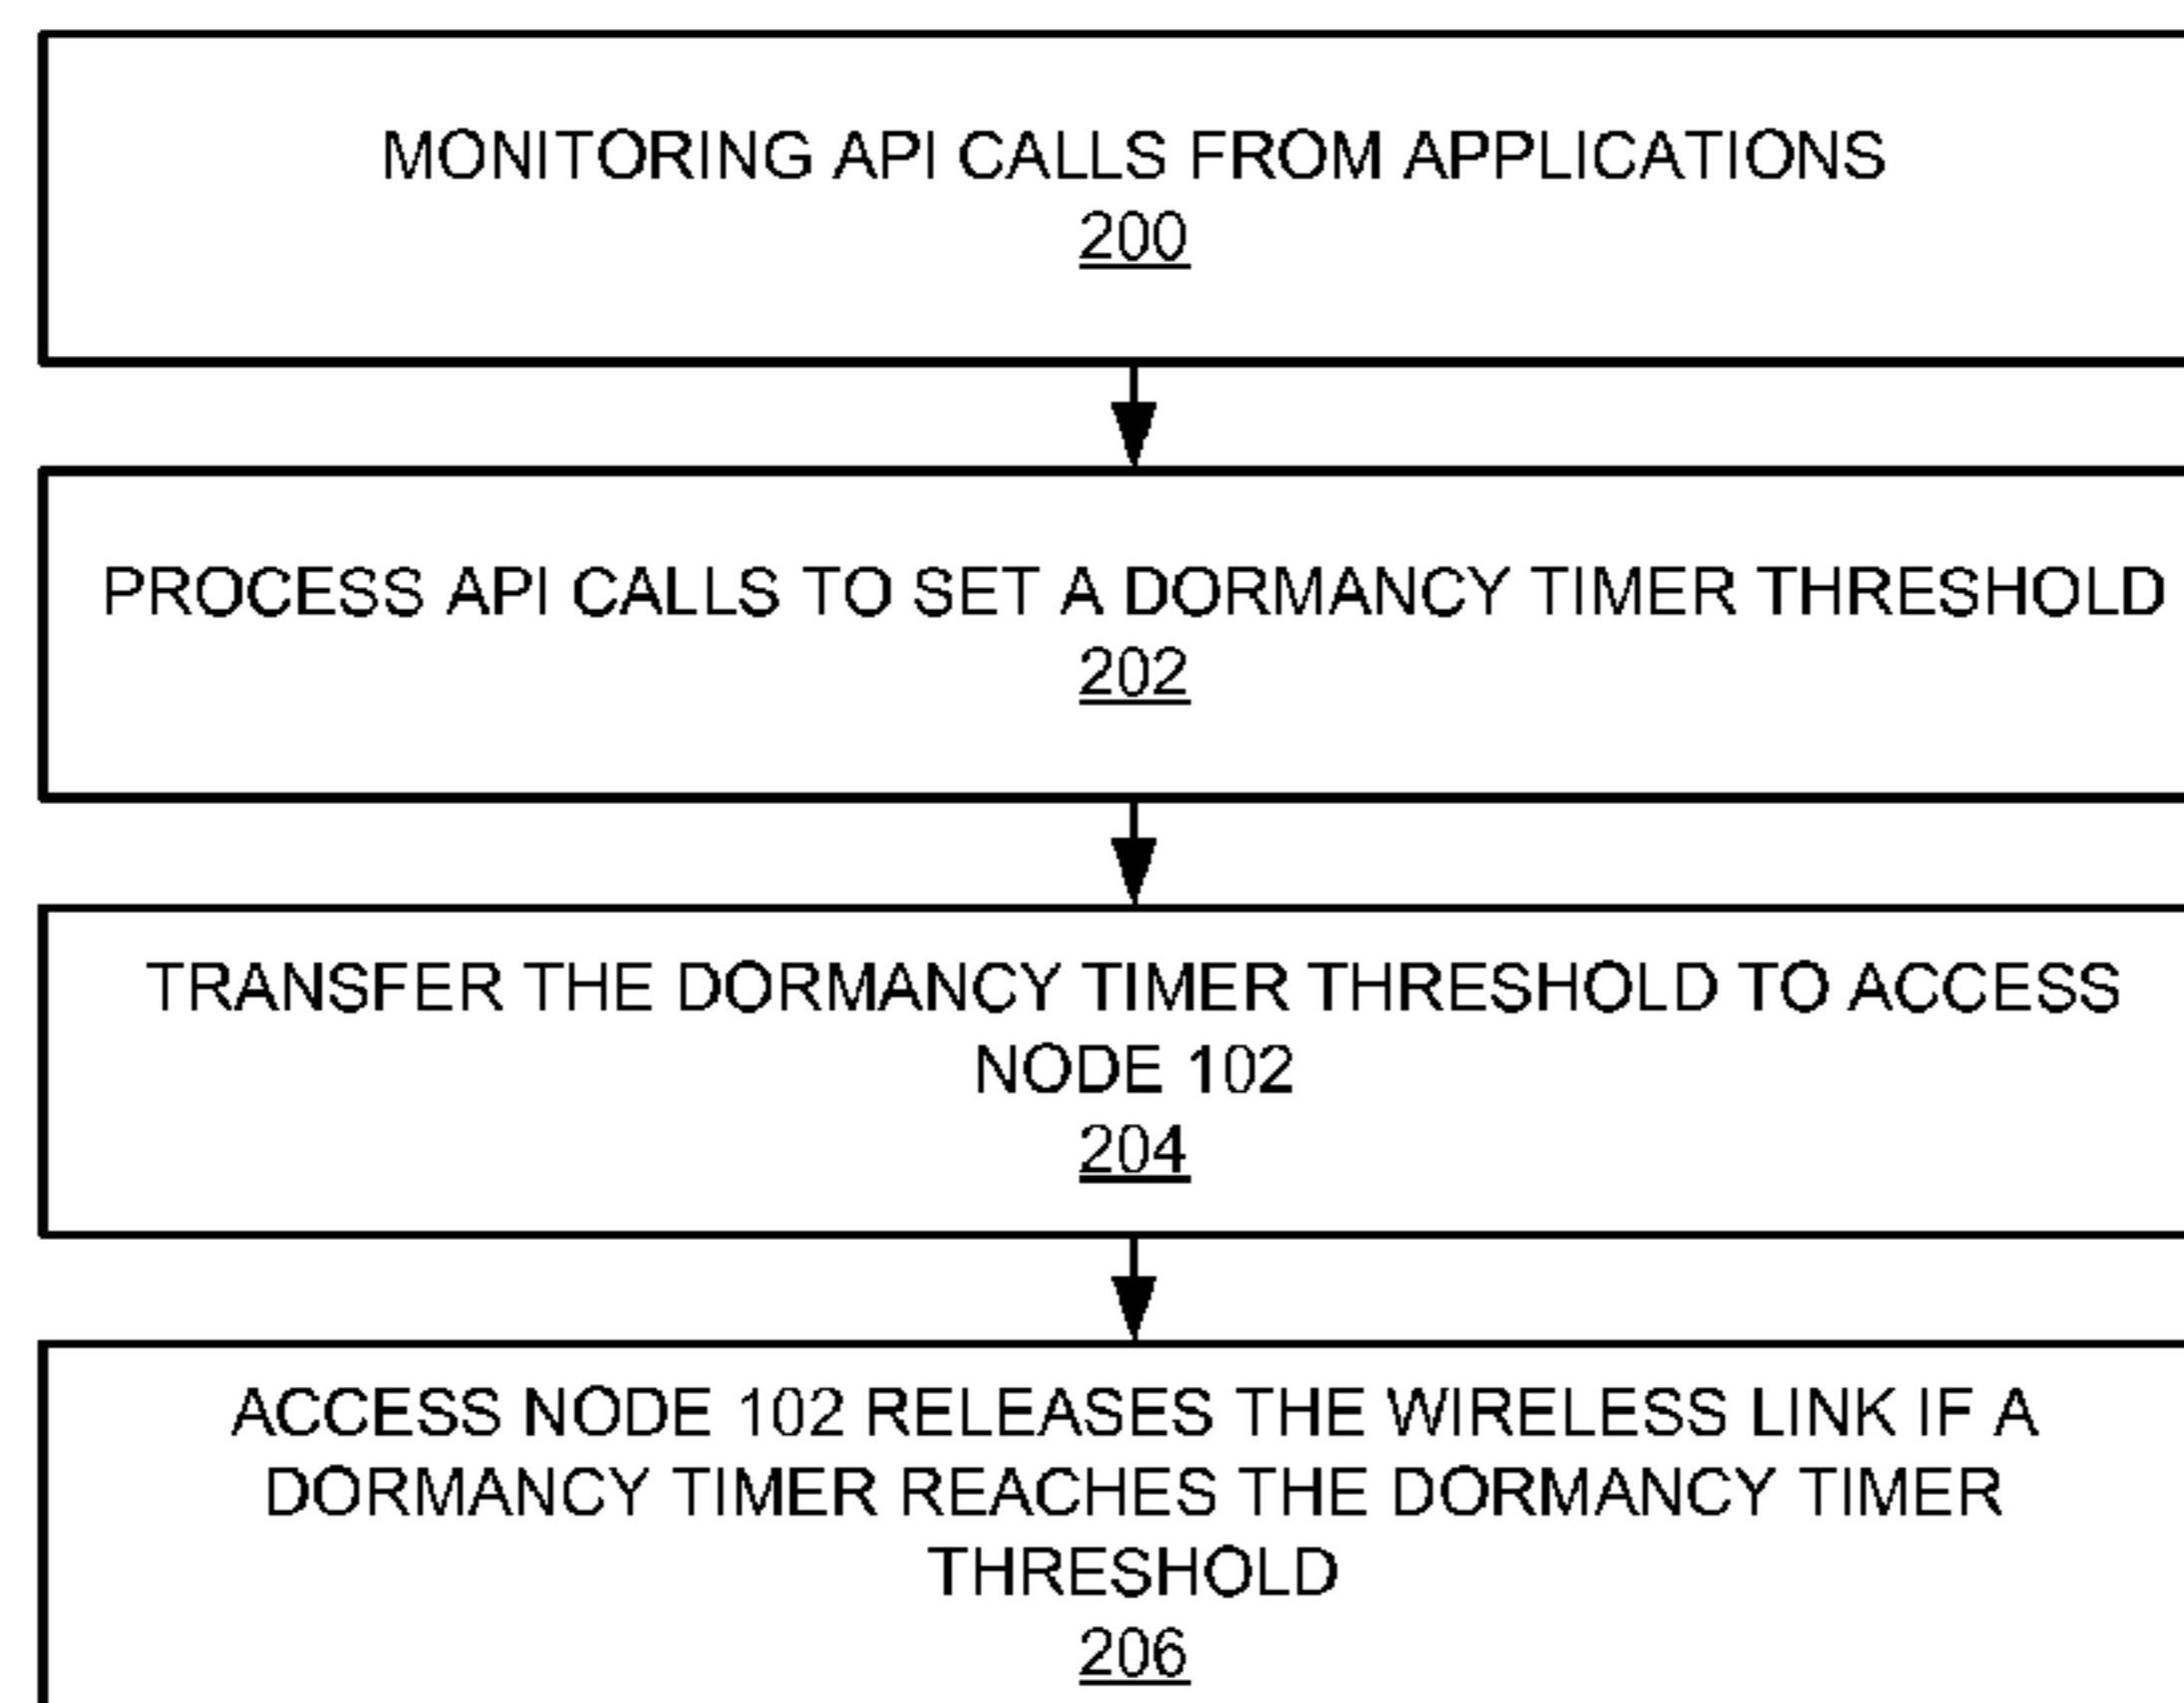 MONITORING API CALLS FROM APPLICATIONS
200
PROCESS API CALLS TO SET A DORMANCY TIMER THRESHOLD
202
TRANSFER THE DORMANCY TIMER THRESHOLD TO ACCESS
NODE 102
204
ACCESS NODE 102 RELEASES THE WIRELESS LINK IF A
DORMANCY TIMER REACHES THE DORMANCY TIMER
THRESHOLD
206